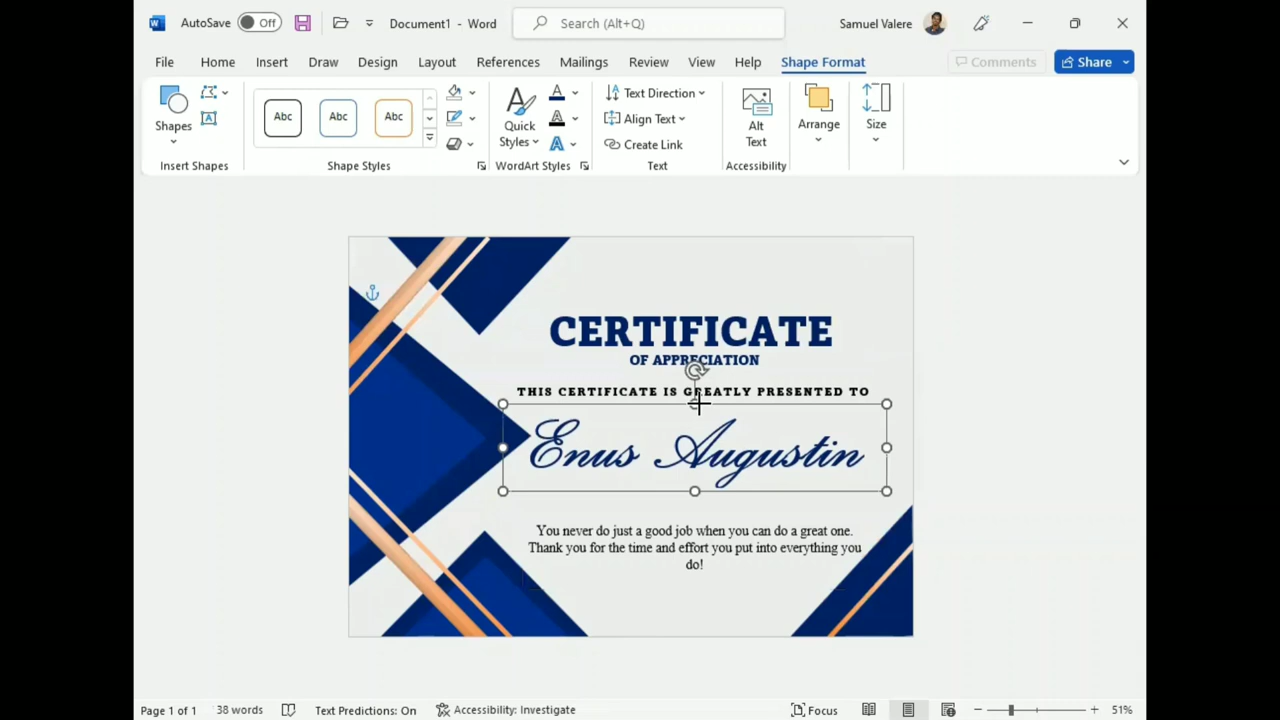 AutoSave Off Document1 - Word Search (Alt+Q) Samuel Valere
File Home Insert Draw Design Layout References Mailings Review View Help Shape Format Comments Share
Shapes Abc Abc Abc Quick Styles Text Direction Align Text Create Link Alt Text Arrange Size
Insert Shapes Shape Styles WordArt Styles Text Accessibility
CERTIFICATE
OF APPRECIATION
THIS CERTIFICATE IS GREATLY PRESENTED TO
Enus Augustin
You never do just a good job when you can do a great one.
Thank you for the time and effort you put into everything you
do!
Page 1 of 1 38 words Text Predictions: On Accessibility: Investigate Focus 51%